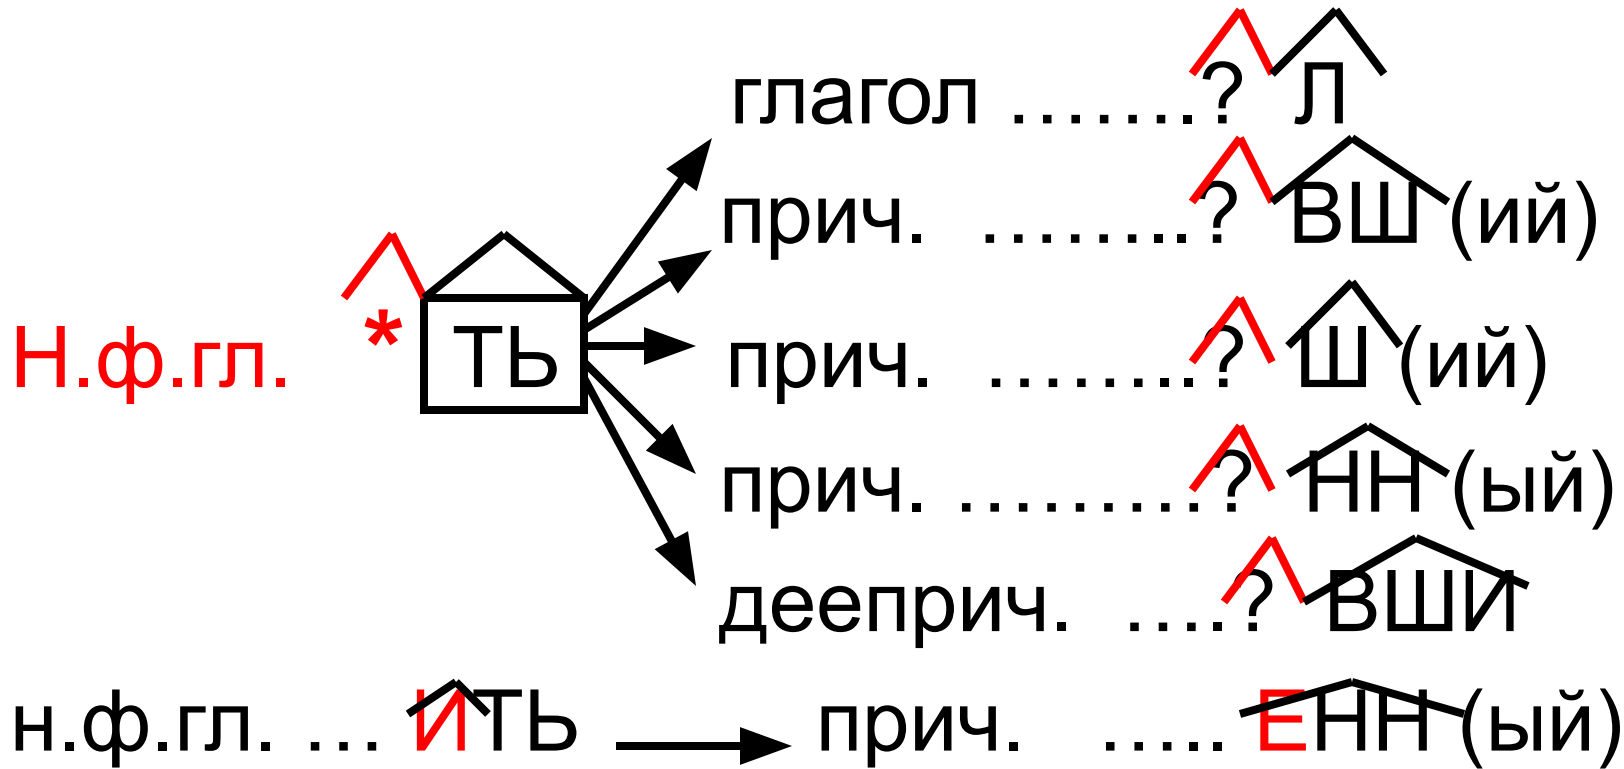 глагол …….? Л
прич. ……..? ВШ (ий)
Н.ф.гл. * ТЬ прич. ……..? Ш (ий)
прич. ………? НН (ый)
дееприч. ….? ВШИ
н.ф.гл. … ИТЬ прич. ….. ЕНН (ый)